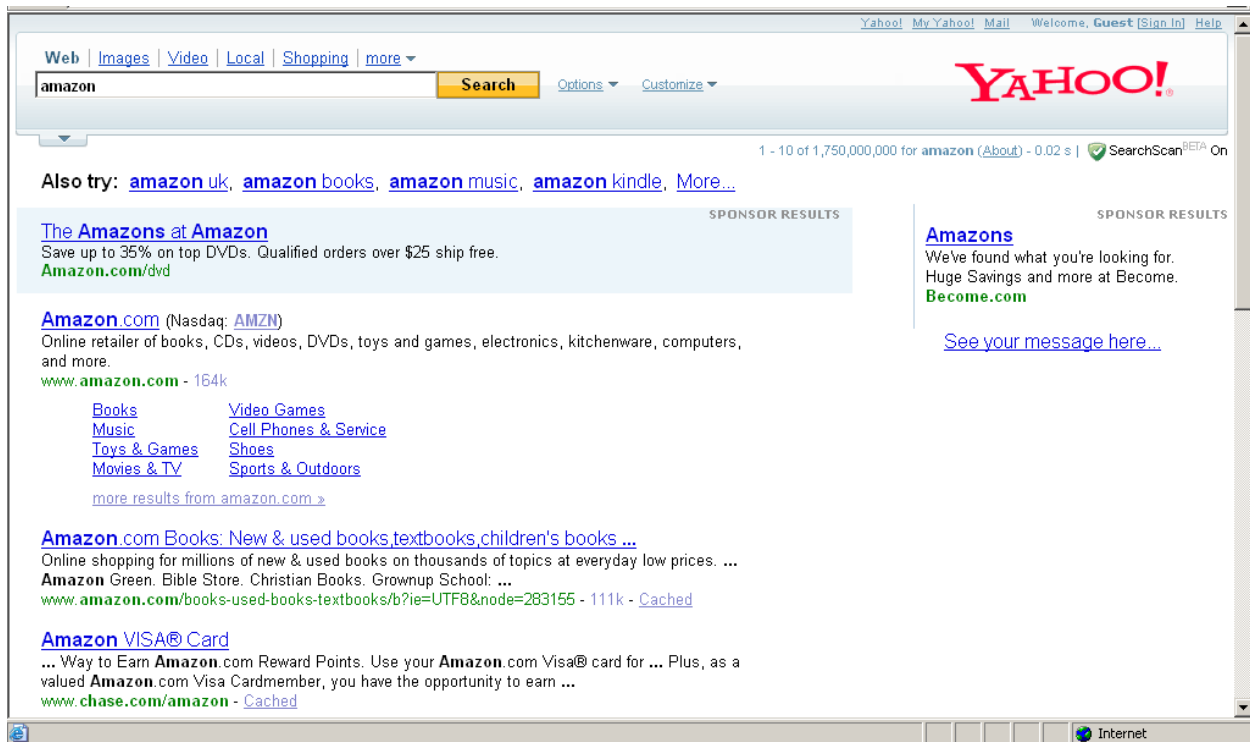 Yahoo! My Yahoo! Mail Welcome, Guest [Sign In] Help
Web | Images | Video | Local | Shopping | more
amazon Search Options Customize
YAHOO!®
1 - 10 of 1,750,000,000 for amazon (About) - 0.02 s | SearchScan BETA On
Also try: amazon uk, amazon books, amazon music, amazon kindle, More...
SPONSOR RESULTS
The Amazons at Amazon
Save up to 35% on top DVDs. Qualified orders over $25 ship free.
Amazon.com/dvd
SPONSOR RESULTS
Amazons
We've found what you're looking for.
Huge Savings and more at Become.
Become.com
See your message here...
Amazon.com (Nasdaq: AMZN)
Online retailer of books, CDs, videos, DVDs, toys and games, electronics, kitchenware, computers,
and more.
www.amazon.com - 164k
Books Video Games
Music Cell Phones & Service
Toys & Games Shoes
Movies & TV Sports & Outdoors
more results from amazon.com »
Amazon.com Books: New & used books,textbooks,children's books ...
Online shopping for millions of new & used books on thousands of topics at everyday low prices. ...
Amazon Green. Bible Store. Christian Books. Grownup School: ...
www.amazon.com/books-used-books-textbooks/b?ie=UTF8&node=283155 - 111k - Cached
Amazon VISA® Card
... Way to Earn Amazon.com Reward Points. Use your Amazon.com Visa® card for ... Plus, as a
valued Amazon.com Visa Cardmember, you have the opportunity to earn ...
www.chase.com/amazon - Cached
Internet